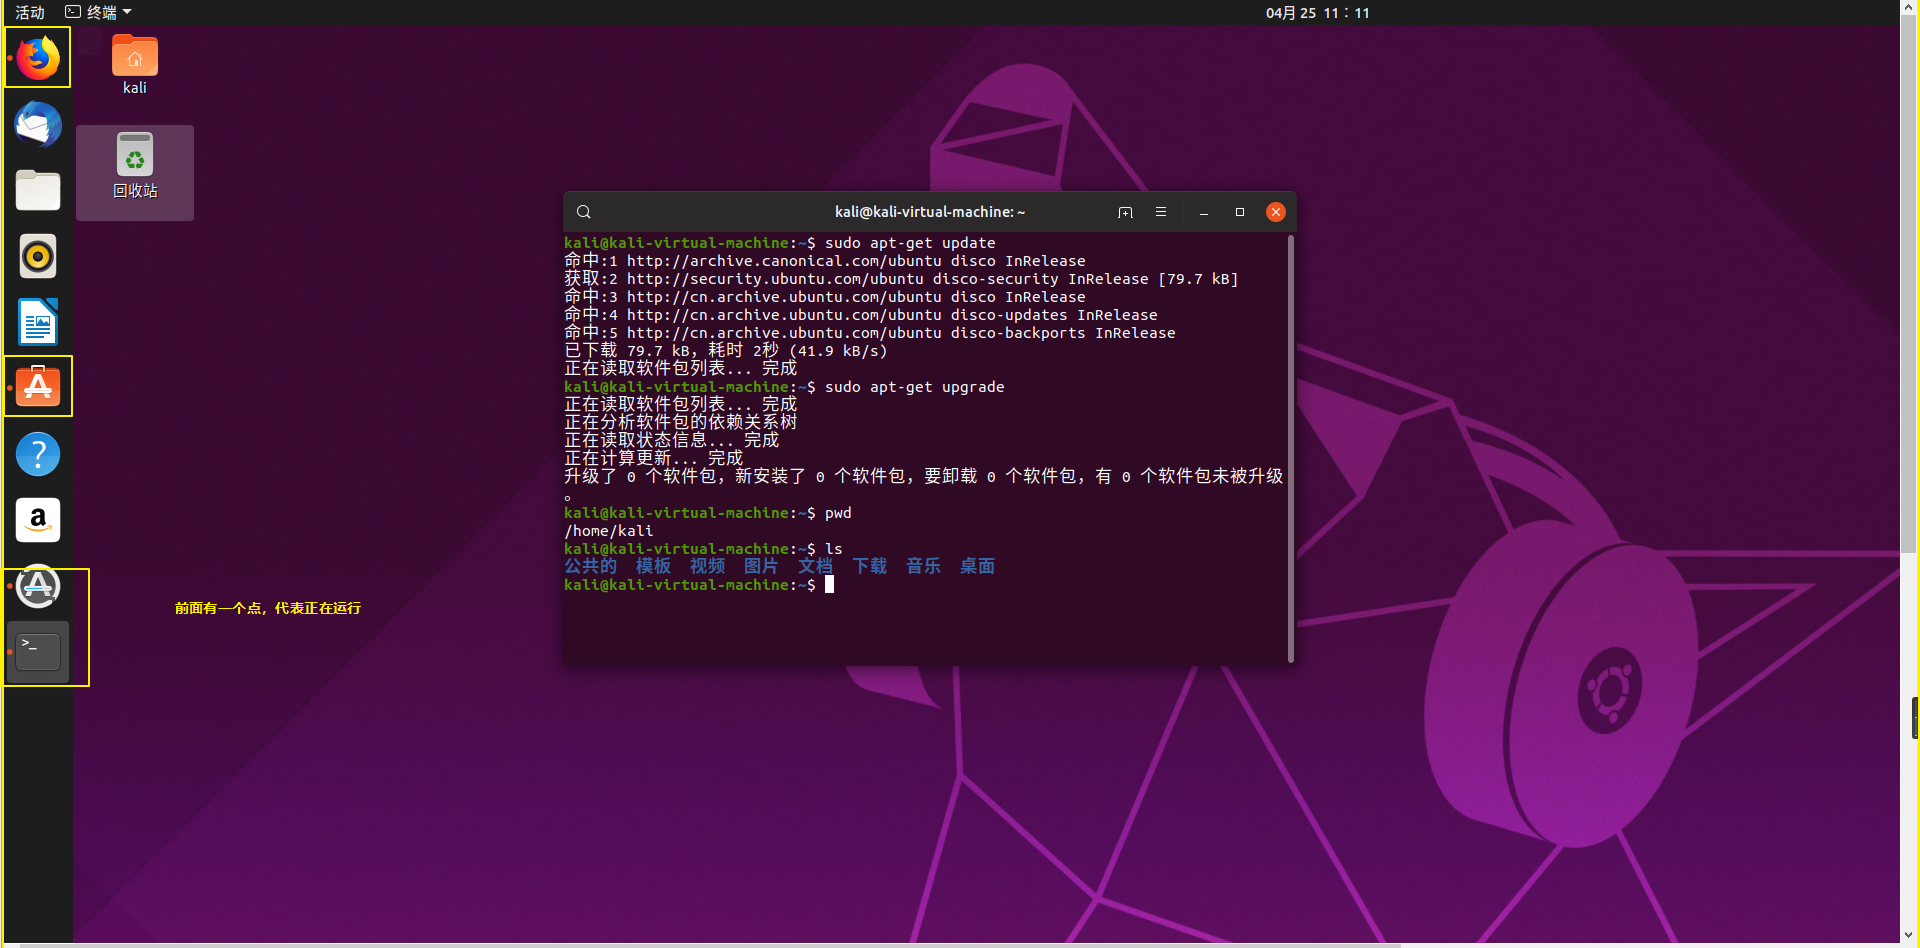 活动 终端 04月 25 11：11
kali
回收站
kali@kali-virtual-machine: ~
kali@kali-virtual-machine:~$ sudo apt-get update
命中:1 http://archive.canonical.com/ubuntu disco InRelease
获取:2 http://security.ubuntu.com/ubuntu disco-security InRelease [79.7 kB]
命中:3 http://cn.archive.ubuntu.com/ubuntu disco InRelease
命中:4 http://cn.archive.ubuntu.com/ubuntu disco-updates InRelease
命中:5 http://cn.archive.ubuntu.com/ubuntu disco-backports InRelease
已下载 79.7 kB，耗时 2秒 (41.9 kB/s)
正在读取软件包列表... 完成
kali@kali-virtual-machine:~$ sudo apt-get upgrade
正在读取软件包列表... 完成
正在分析软件包的依赖关系树
正在读取状态信息... 完成
正在计算更新... 完成
升级了 0 个软件包，新安装了 0 个软件包，要卸载 0 个软件包，有 0 个软件包未被升级
。
kali@kali-virtual-machine:~$ pwd
/home/kali
kali@kali-virtual-machine:~$ ls
公共的 模板 视频 图片 文档 下载 音乐 桌面
kali@kali-virtual-machine:~$
前面有一个点，代表正在运行